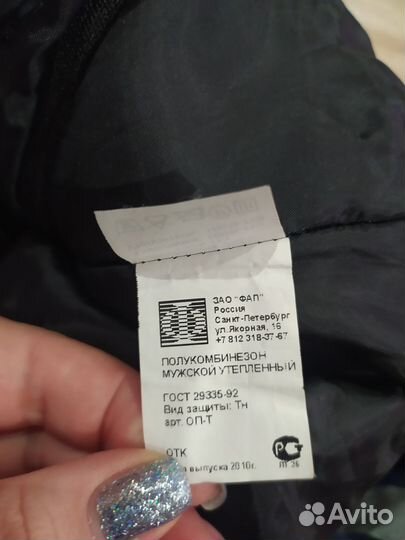 ЗАО "ФАП"
Россия
Санкт-Петербург
ул.Якорная, 16
+7 812 318-37-67
ПОЛУКОМБИНЕЗОН
МУЖСКОЙ УТЕПЛЕННЫЙ
ГОСТ 29335-92
Вид защиты: Тн
арт. ОП-Т
ОТК
выпуска 2010г.
Avito